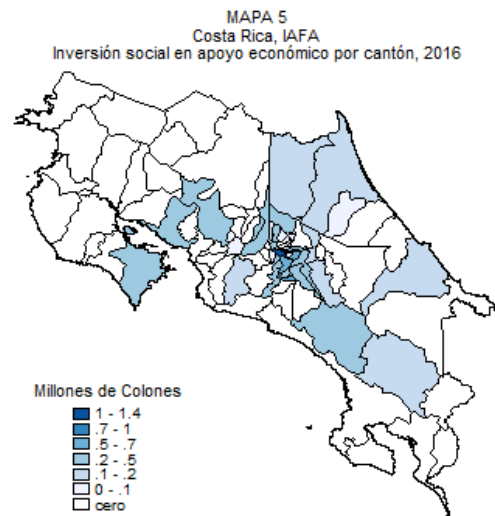 MAPA 5
Costa Rica, IAFA
Inversión social en apoyo económico por cantón, 2016
Millones de Colones
1 - 1.4
.7 - 1
.5 - .7
.2 - .5
.1 - .2
0 - .1
cero